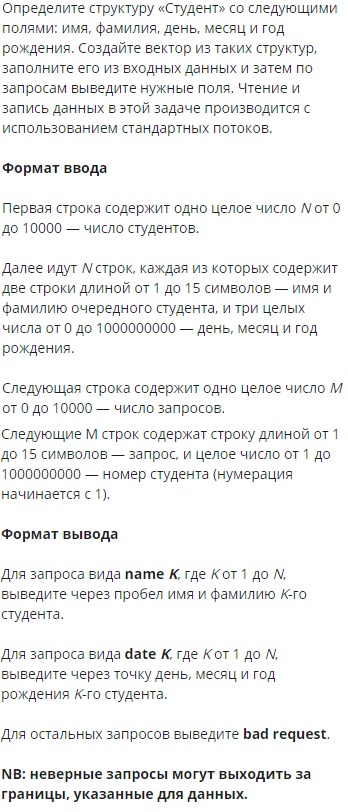 Определите структуру «Студент» со следующими
полями: имя, фамилия, день, месяц и год
рождения. Создайте вектор из таких структур,
заполните его из входных данных и затем по
запросам выведите нужные поля. Чтение и
запись данных в этой задаче производится с
использованием стандартных потоков.
Формат ввода
Первая строка содержит одно целое число N от 0
до 10000 — число студентов.
Далее идут N строк, каждая из которых содержит
две строки длиной от 1 до 15 символов — имя и
фамилию очередного студента, и три целых
числа от 0 до 1000000000 — день, месяц и год
рождения.
Следующая строка содержит одно целое число M
от 0 до 10000 — число запросов.
Следующие M строк содержат строку длиной от 1
до 15 символов — запрос, и целое число от 1 до
1000000000 — номер студента (нумерация
начинается с 1).
Формат вывода
Для запроса вида name K, где K от 1 до N,
выведите через пробел имя и фамилию K-го
студента.
Для запроса вида date K, где K от 1 до N,
выведите через точку день, месяц и год
рождения K-го студента.
Для остальных запросов выведите bad request.
NB: неверные запросы могут выходить за
границы, указанные для данных.